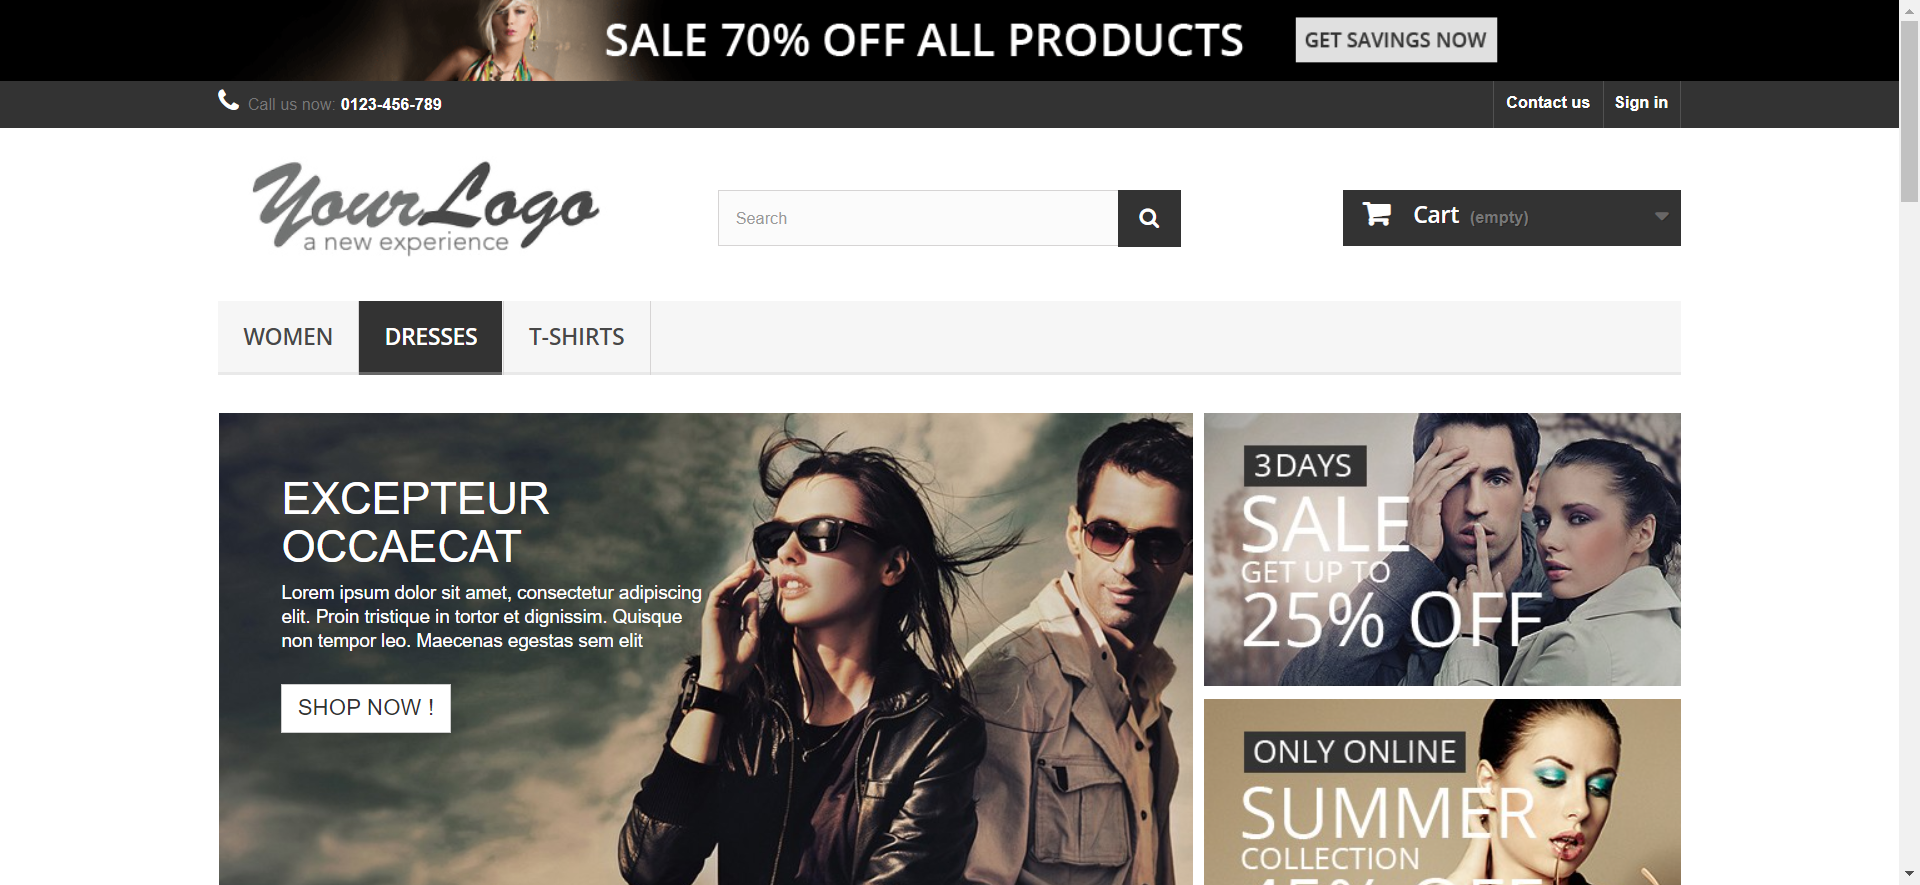 SALE 70% OFF ALL PRODUCTS
GET SAVINGS NOW
Call us now: 0123-456-789
Contact us
Sign in
YourLogo
a new experience
Search
Cart (empty)
WOMEN
DRESSES
T-SHIRTS
EXCEPTEUR
OCCAECAT
Lorem ipsum dolor sit amet, consectetur adipiscing
elit. Proin tristique in tortor et dignissim. Quisque
non tempor leo. Maecenas egestas sem elit
SHOP NOW !
3 DAYS
SALE
GET UP TO
25% OFF
ONLY ONLINE
SUMMER
COLLECTION